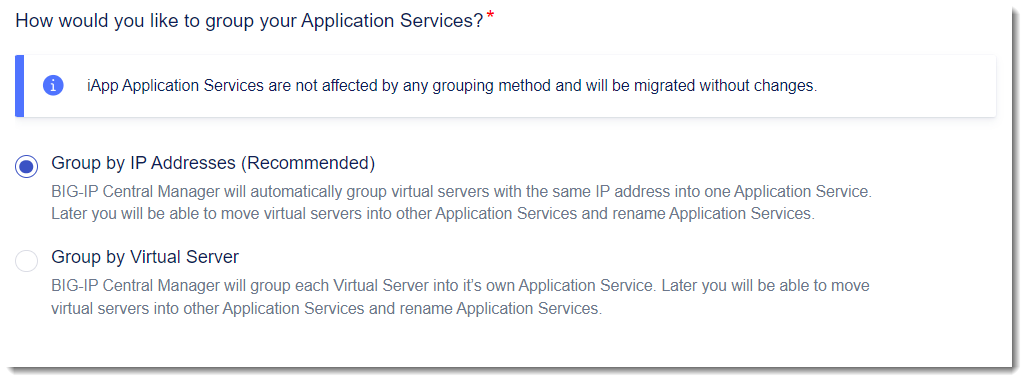 How would you like to group your Application Services?*
iApp Application Services are not affected by any grouping method and will be migrated without changes.
Group by IP Addresses (Recommended)
BIG-IP Central Manager will automatically group virtual servers with the same IP address into one Application Service.
Later you will be able to move virtual servers into other Application Services and rename Application Services.
Group by Virtual Server
BIG-IP Central Manager will group each Virtual Server into it's own Application Service. Later you will be able to move
virtual servers into other Application Services and rename Application Services.